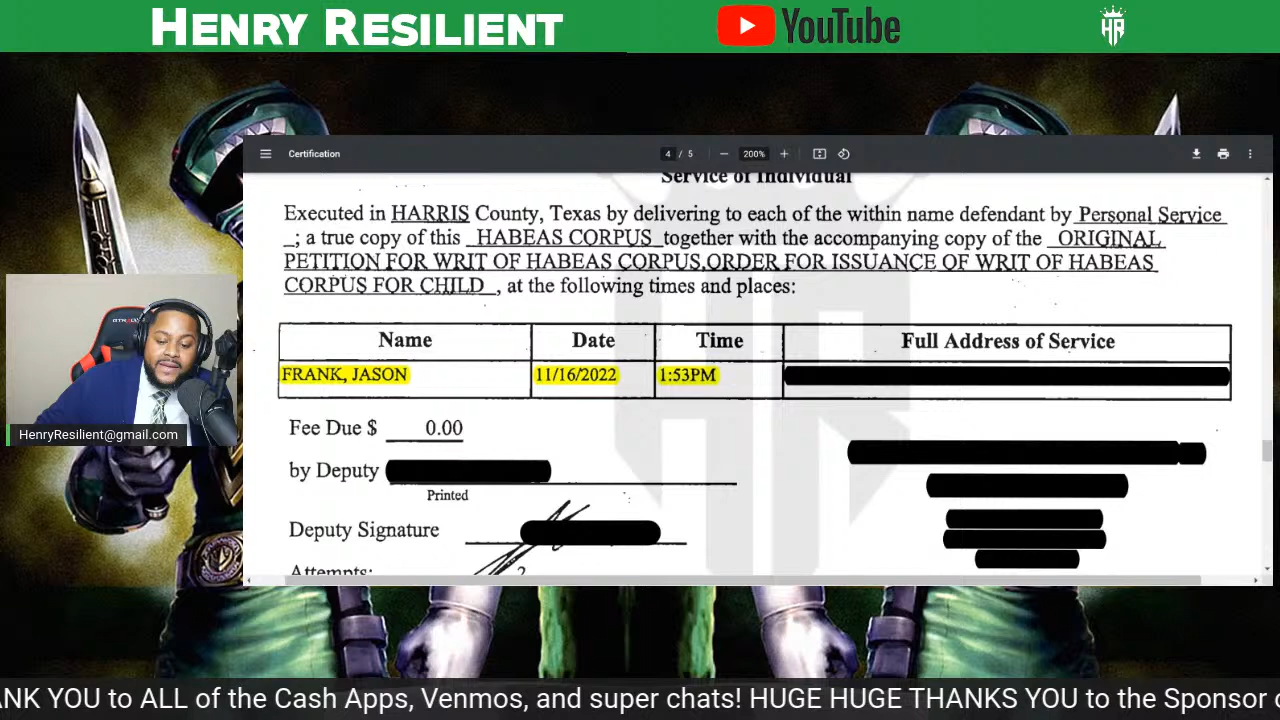 HENRY RESILIENT
YouTube
HR
Certification
4 / 5
200%
Service of Individual
Executed in HARRIS County, Texas by delivering to each of the within name defendant by Personal Service
_; a true copy of this HABEAS CORPUS together with the accompanying copy of the ORIGINAL
PETITION FOR WRIT OF HABEAS CORPUS,ORDER FOR ISSUANCE OF WRIT OF HABEAS
CORPUS FOR CHILD , at the following times and places:
Name Date Time Full Address of Service
FRANK, JASON 11/16/2022 1:53PM
Fee Due $ 0.00
by Deputy
Printed
Deputy Signature
Attempts: 2
HenryResilient@gmail.com
ANK YOU to ALL of the Cash Apps, Venmos, and super chats! HUGE HUGE THANKS YOU to the Sponsor